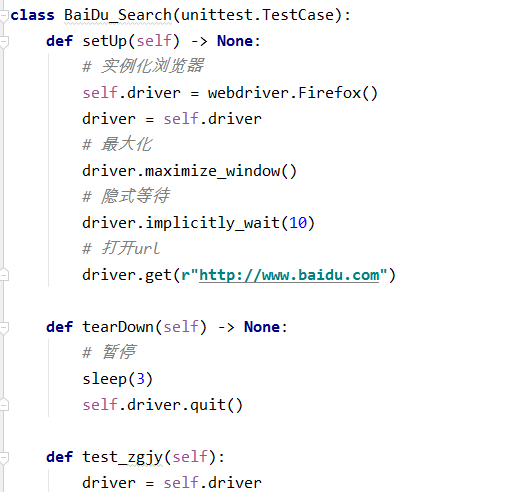 class BaiDu_Search(unittest.TestCase):
    def setUp(self) -> None:
        # 实例化浏览器
        self.driver = webdriver.Firefox()
        driver = self.driver
        # 最大化
        driver.maximize_window()
        # 隐式等待
        driver.implicitly_wait(10)
        # 打开url
        driver.get(r"http://www.baidu.com")

    def tearDown(self) -> None:
        # 暂停
        sleep(3)
        self.driver.quit()

    def test_zgjy(self):
        driver = self.driver